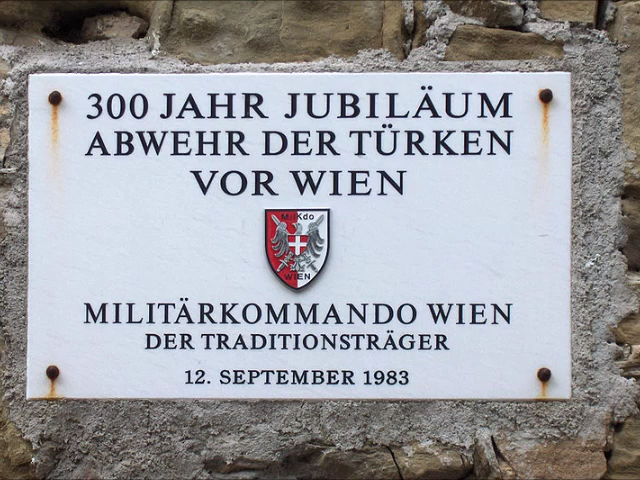 300 JAHR JUBILÄUM
ABWEHR DER TÜRKEN
VOR WIEN
MilKdo
WIEN
MILITÄRKOMMANDO WIEN
DER TRADITIONSTRÄGER
12. SEPTEMBER 1983